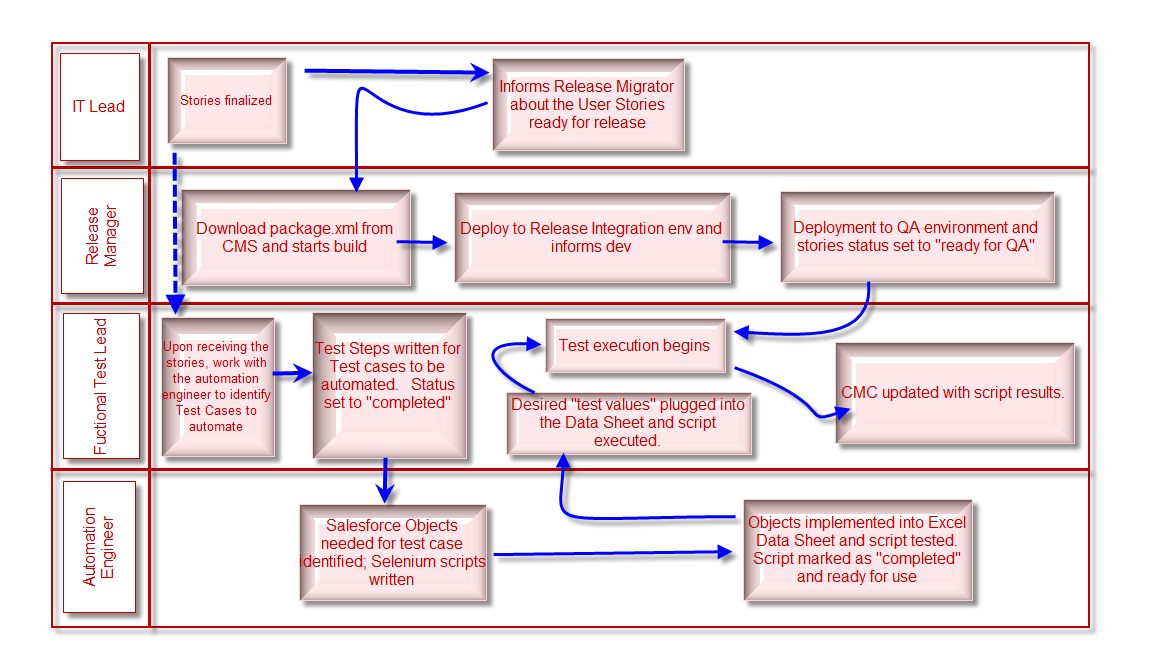 IT Lead
Stories finalized
Informs Release Migrator
about the User Stories
ready for release
Release
Manager
Download package.xml from
CMS and starts build
Deploy to Release Integration env and
informs dev
Deployment to QA environment and
stories status set to "ready for QA"
Fuctional Test Lead
Upon receiving the
stories, work with
the automation
engineer to identify
Test Cases to
automate
Test Steps written for
Test cases to be
automated. Status
set to "completed"
Test execution begins
Desired "test values" plugged into
the Data Sheet and script
executed.
CMC updated with script results.
Automation
Engineer
Salesforce Objects
needed for test case
identified; Selenium scripts
written
Objects implemented into Excel
Data Sheet and script tested.
Script marked as "completed"
and ready for use